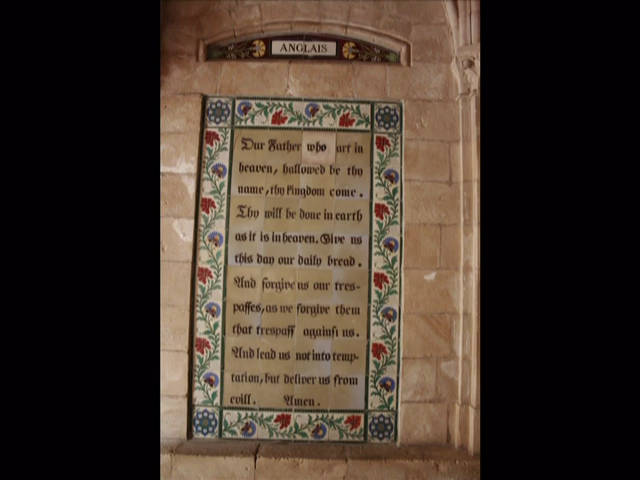 ANGLAIS
Our Father who art in
heaven, hallowed be thy
name, thy Kingdom come.
Thy will be done in earth
as it is in heaven. Give us
this day our daily bread.
And forgive us our tres-
passes, as we forgive them
that trespass against us.
And lead us not into temp-
tation, but deliver us from
evill. Amen.